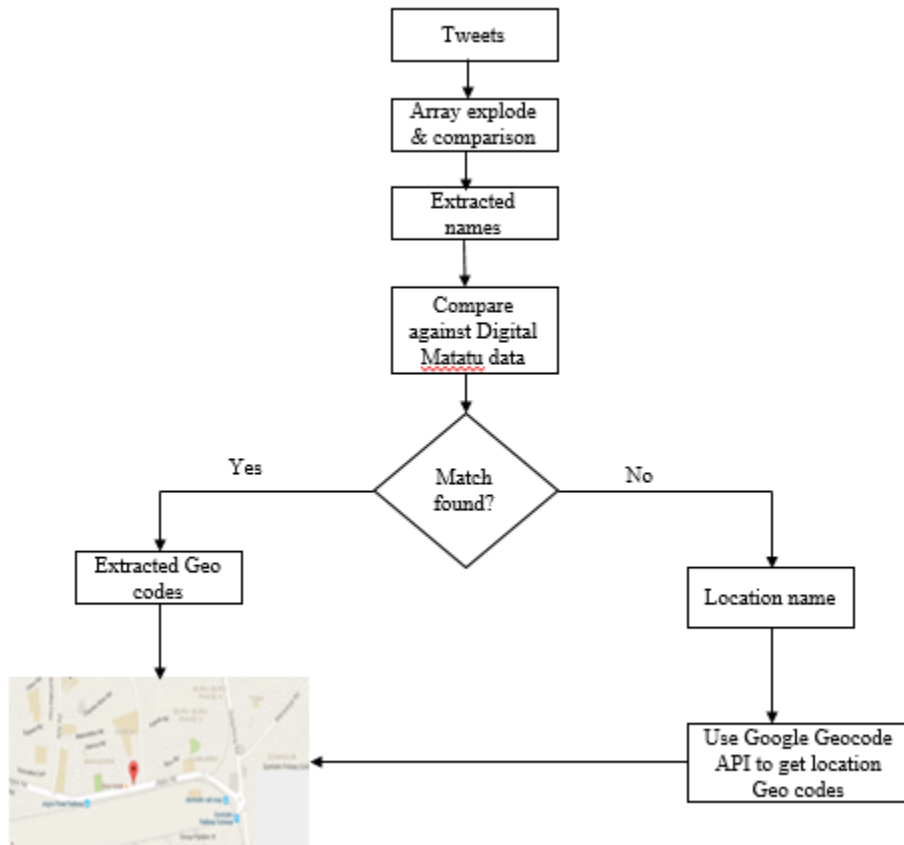 Tweets
Array explode
& comparison
Extracted
names
Compare
against Digital
Matatu data
Match
found?
Yes
No
Extracted Geo
codes
Location name
Use Google Geocode
API to get location
Geo codes